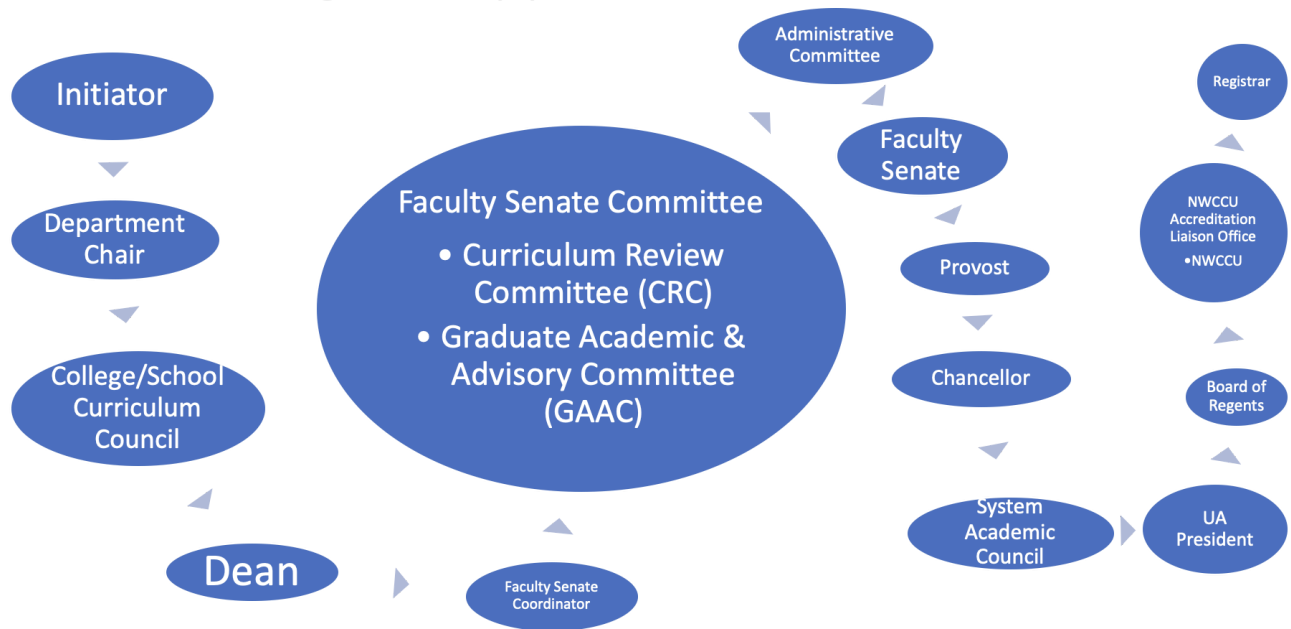 Initiator
Department
Chair
College/School
Curriculum
Council
Dean
Faculty Senate
Coordinator
Faculty Senate Committee
• Curriculum Review
Committee (CRC)
• Graduate Academic &
Advisory Committee
(GAAC)
Administrative
Committee
Faculty
Senate
Provost
Chancellor
System
Academic
Council
UA
President
Board of
Regents
NWCCU
Accreditation
Liaison Office
•NWCCU
Registrar